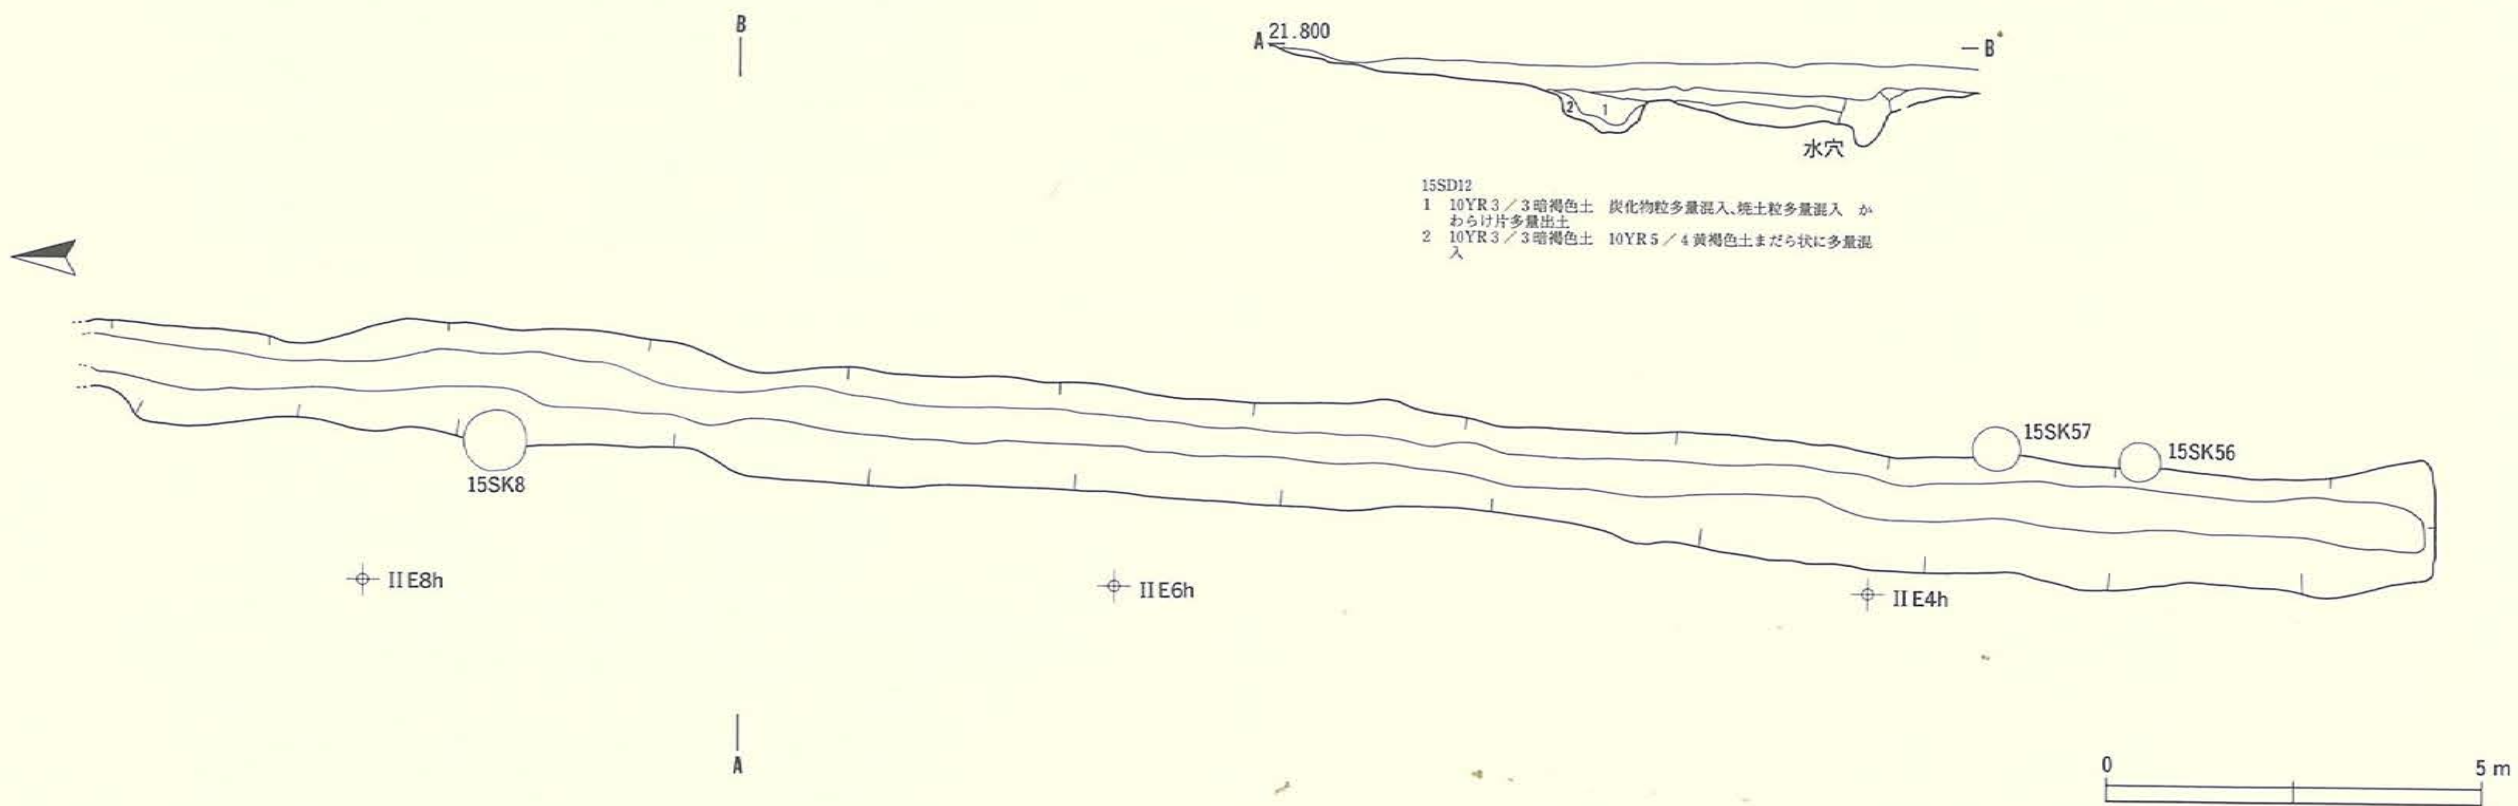 B
A 21.800
B
2
1
水穴
15SD12
1 10YR3/3暗褐色土 炭化物粒多量混入、焼土粒多量混入 か
わらけ片多量出土
2 10YR3/3暗褐色土 10YR5/4黄褐色土まだら状に多量混
入
15SK57
15SK56
15SK8
ⅡE8h
ⅡE6h
ⅡE4h
A
0
5 m